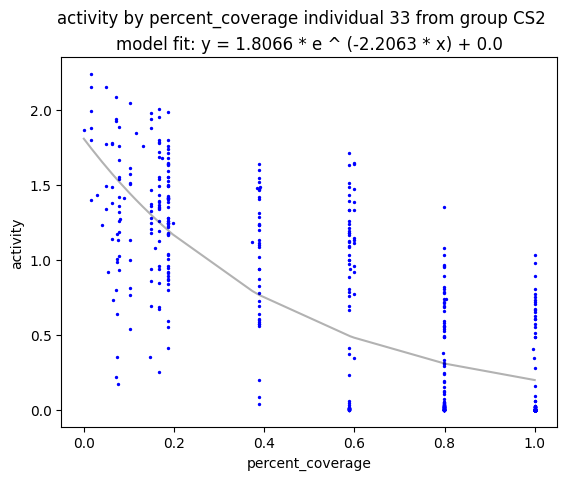 activity by percent_coverage individual 33 from group CS2
model fit: y = 1.8066 * e ^ (-2.2063 * x) + 0.0
2.0
1.5
1.0
0.5
0.0
activity
0.0 0.2 0.4 0.6 0.8 1.0
percent_coverage